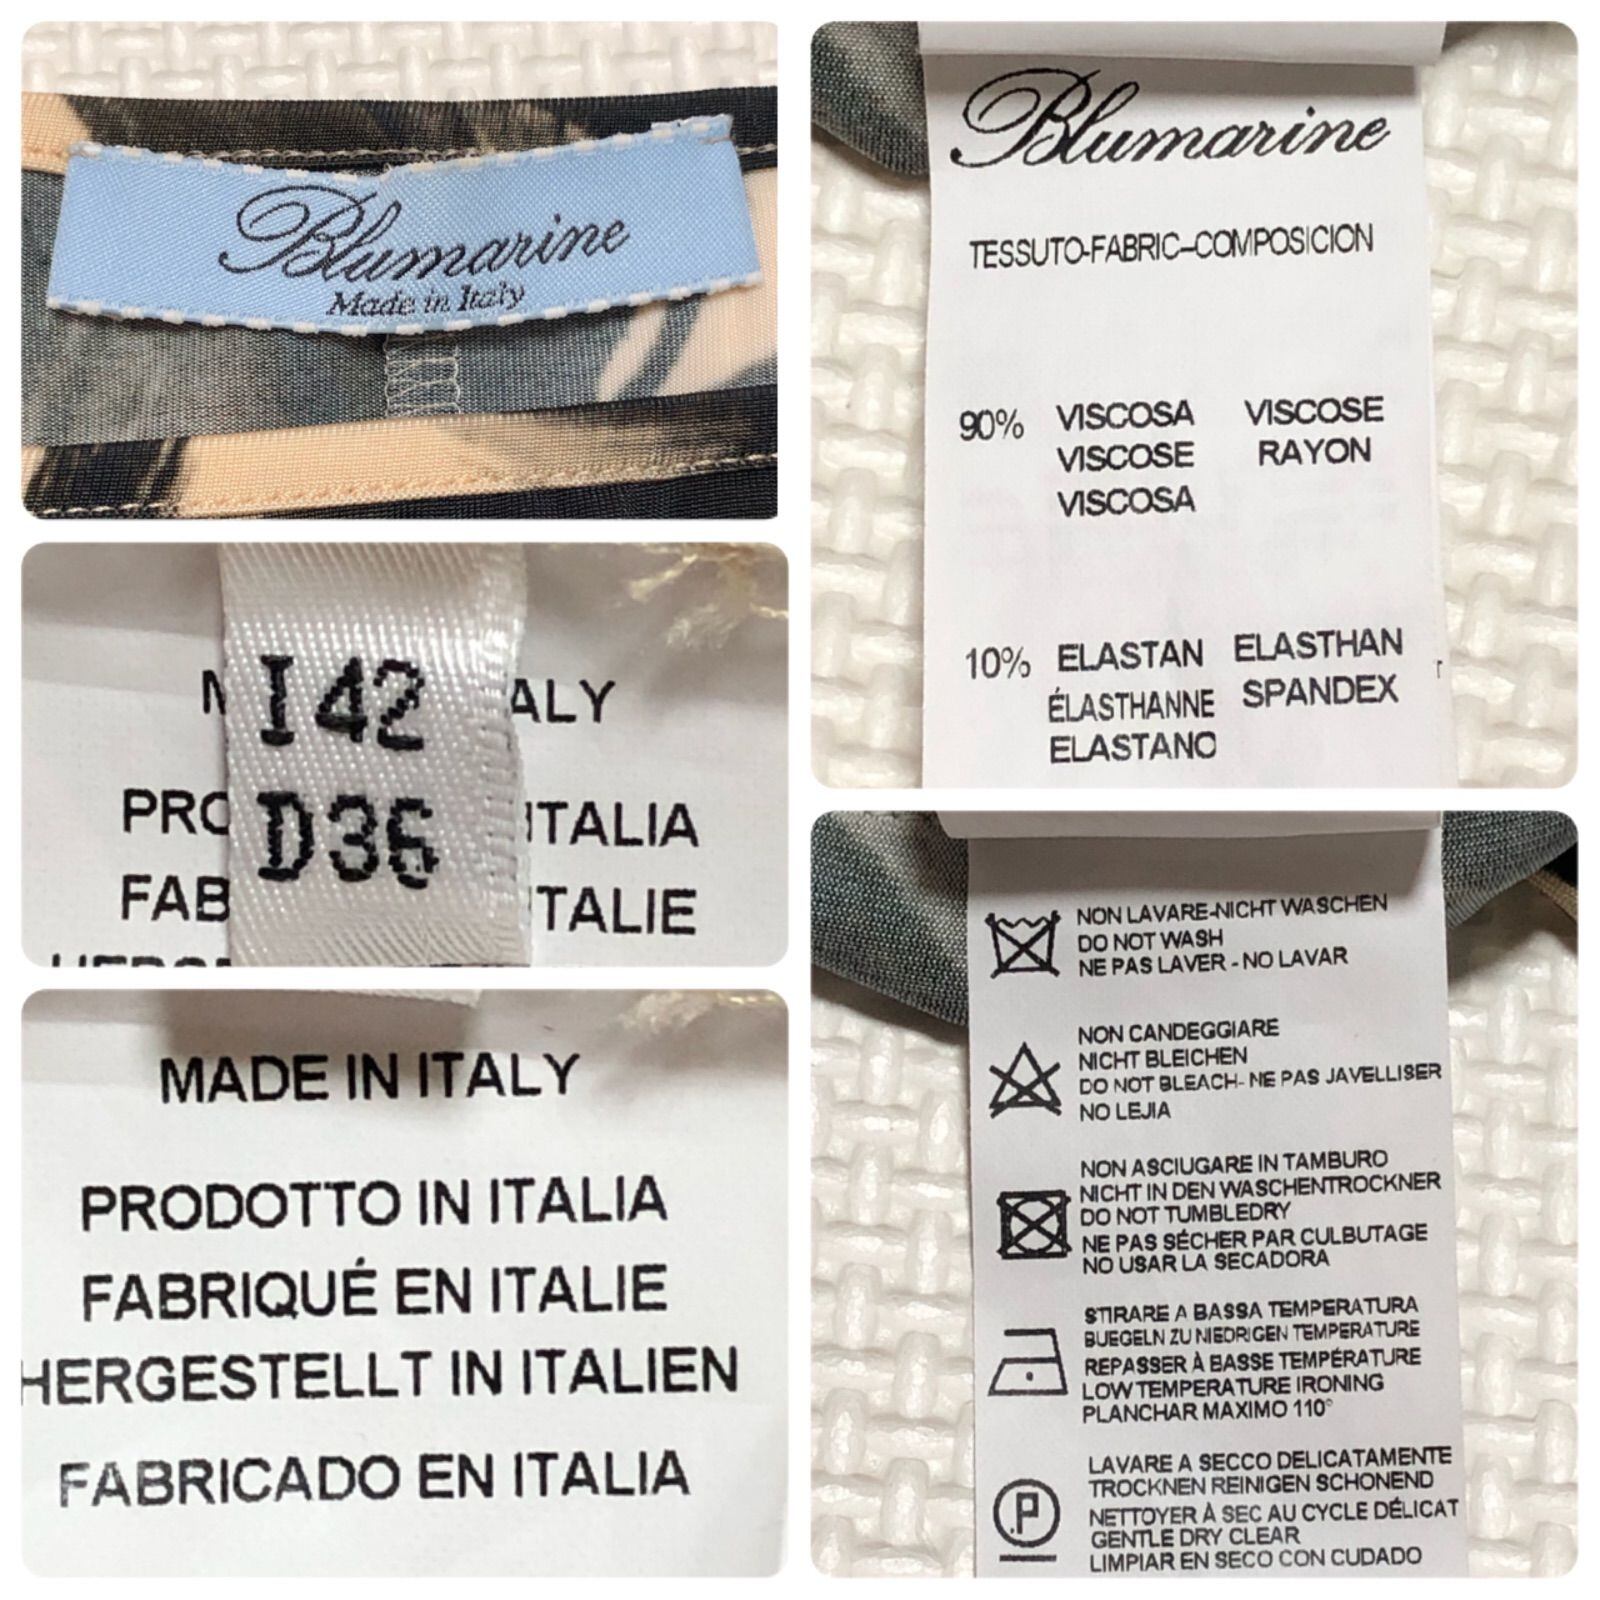 Blumarine
Made in Italy
I 42
D36
ALY
PRO
ITALIA
FAB
ITALIE
MADE IN ITALY
PRODOTTO IN ITALIA
FABRIQUÉ EN ITALIE
HERGESTELLT IN ITALIEN
FABRICADO EN ITALIA
Blumarine
TESSUTO-FABRIC-COMPOSICION
90% VISCOSA VISCOSE
VISCOSE RAYON
VISCOSA
10% ELASTAN ELASTHAN
ÉLASTHANNE SPANDEX
ELASTANO
NON LAVARE-NICHT WASCHEN
DO NOT WASH
NE PAS LAVER - NO LAVAR
NON CANDEGGIARE
NICHT BLEICHEN
DO NOT BLEACH- NE PAS JAVELLISER
NO LEJIA
NON ASCIUGARE IN TAMBURO
NICHT IN DEN WASCHENTROCKNER
DO NOT TUMBLEDRY
NE PAS SÉCHER PAR CULBUTAGE
NO USAR LA SECADORA
STIRARE A BASSA TEMPERATURA
BUEGELN ZU NIEDRIGEN TEMPERATURE
REPASSER À BASSE TEMPÉRATURE
LOW TEMPERATURE IRONING
PLANCHAR MAXIMO 110°
LAVARE A SECCO DELICATAMENTE
TROCKNEN REINIGEN SCHONEND
P NETTOYER À SEC AU CYCLE DÉLICAT
GENTLE DRY CLEAR
LIMPIAR EN SECO CON CUDADO